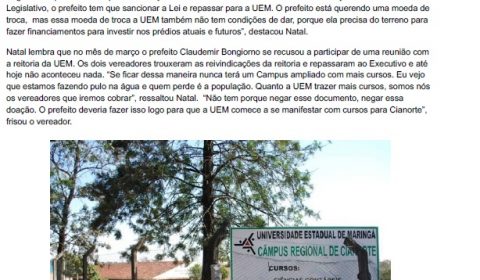 Legislativo, o prefeito tem que sancionar a Lei e repassar para a UEM. O prefeito está querendo uma moeda de
troca,  mas essa moeda de troca a UEM também não tem condições de dar, porque ela precisa do terreno para
fazer financiamentos para investir nos prédios atuais e futuros”, destacou Natal.
Natal lembra que no mês de março o prefeito Claudemir Bongiorno se recusou a participar de uma reunião com
a reitoria da UEM. Os dois vereadores trouxeram as reivindicações da reitoria e repassaram ao Executivo e até
hoje não aconteceu nada. “Se ficar dessa maneira nunca terá um Campus ampliado com mais cursos. Eu vejo
que estamos fazendo pulo na água e quem perde é a população. Quanto a UEM trazer mais cursos, somos nós
os vereadores que iremos cobrar”, ressaltou Natal.  “Não tem porque negar esse documento, negar essa
doação. O prefeito deveria fazer isso logo para que a UEM comece a se manifestar com cursos para Cianorte”,
frisou o vereador.
UNIVERSIDADE ESTADUAL DE MARINGÁ
CÂMPUS REGIONAL DE CIANORTE
CURSOS: